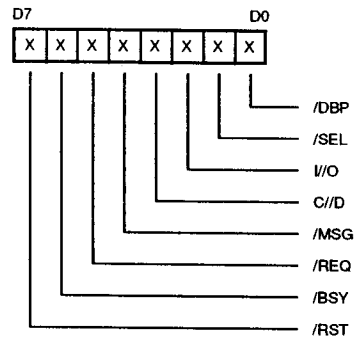 D7 D0
X X X X X X X X
/DBP
/SEL
I//O
C//D
/MSG
/REQ
/BSY
/RST